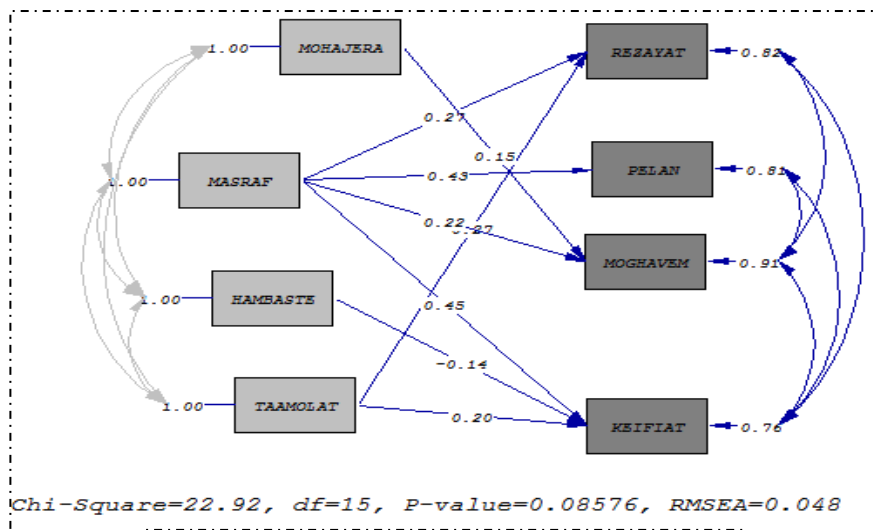 1.00 MOHAJERA REZAYAT 0.82
0.27
0.15
1.00 MASRAF 0.43 PELAN 0.81
0.22
0.27
MOGHAVEM 0.91
1.00 HAMBASTE 0.45
-0.14
1.00 TAAMOLAT 0.20 KEIFIAT 0.76
Chi-Square=22.92, df=15, P-value=0.08576, RMSEA=0.048